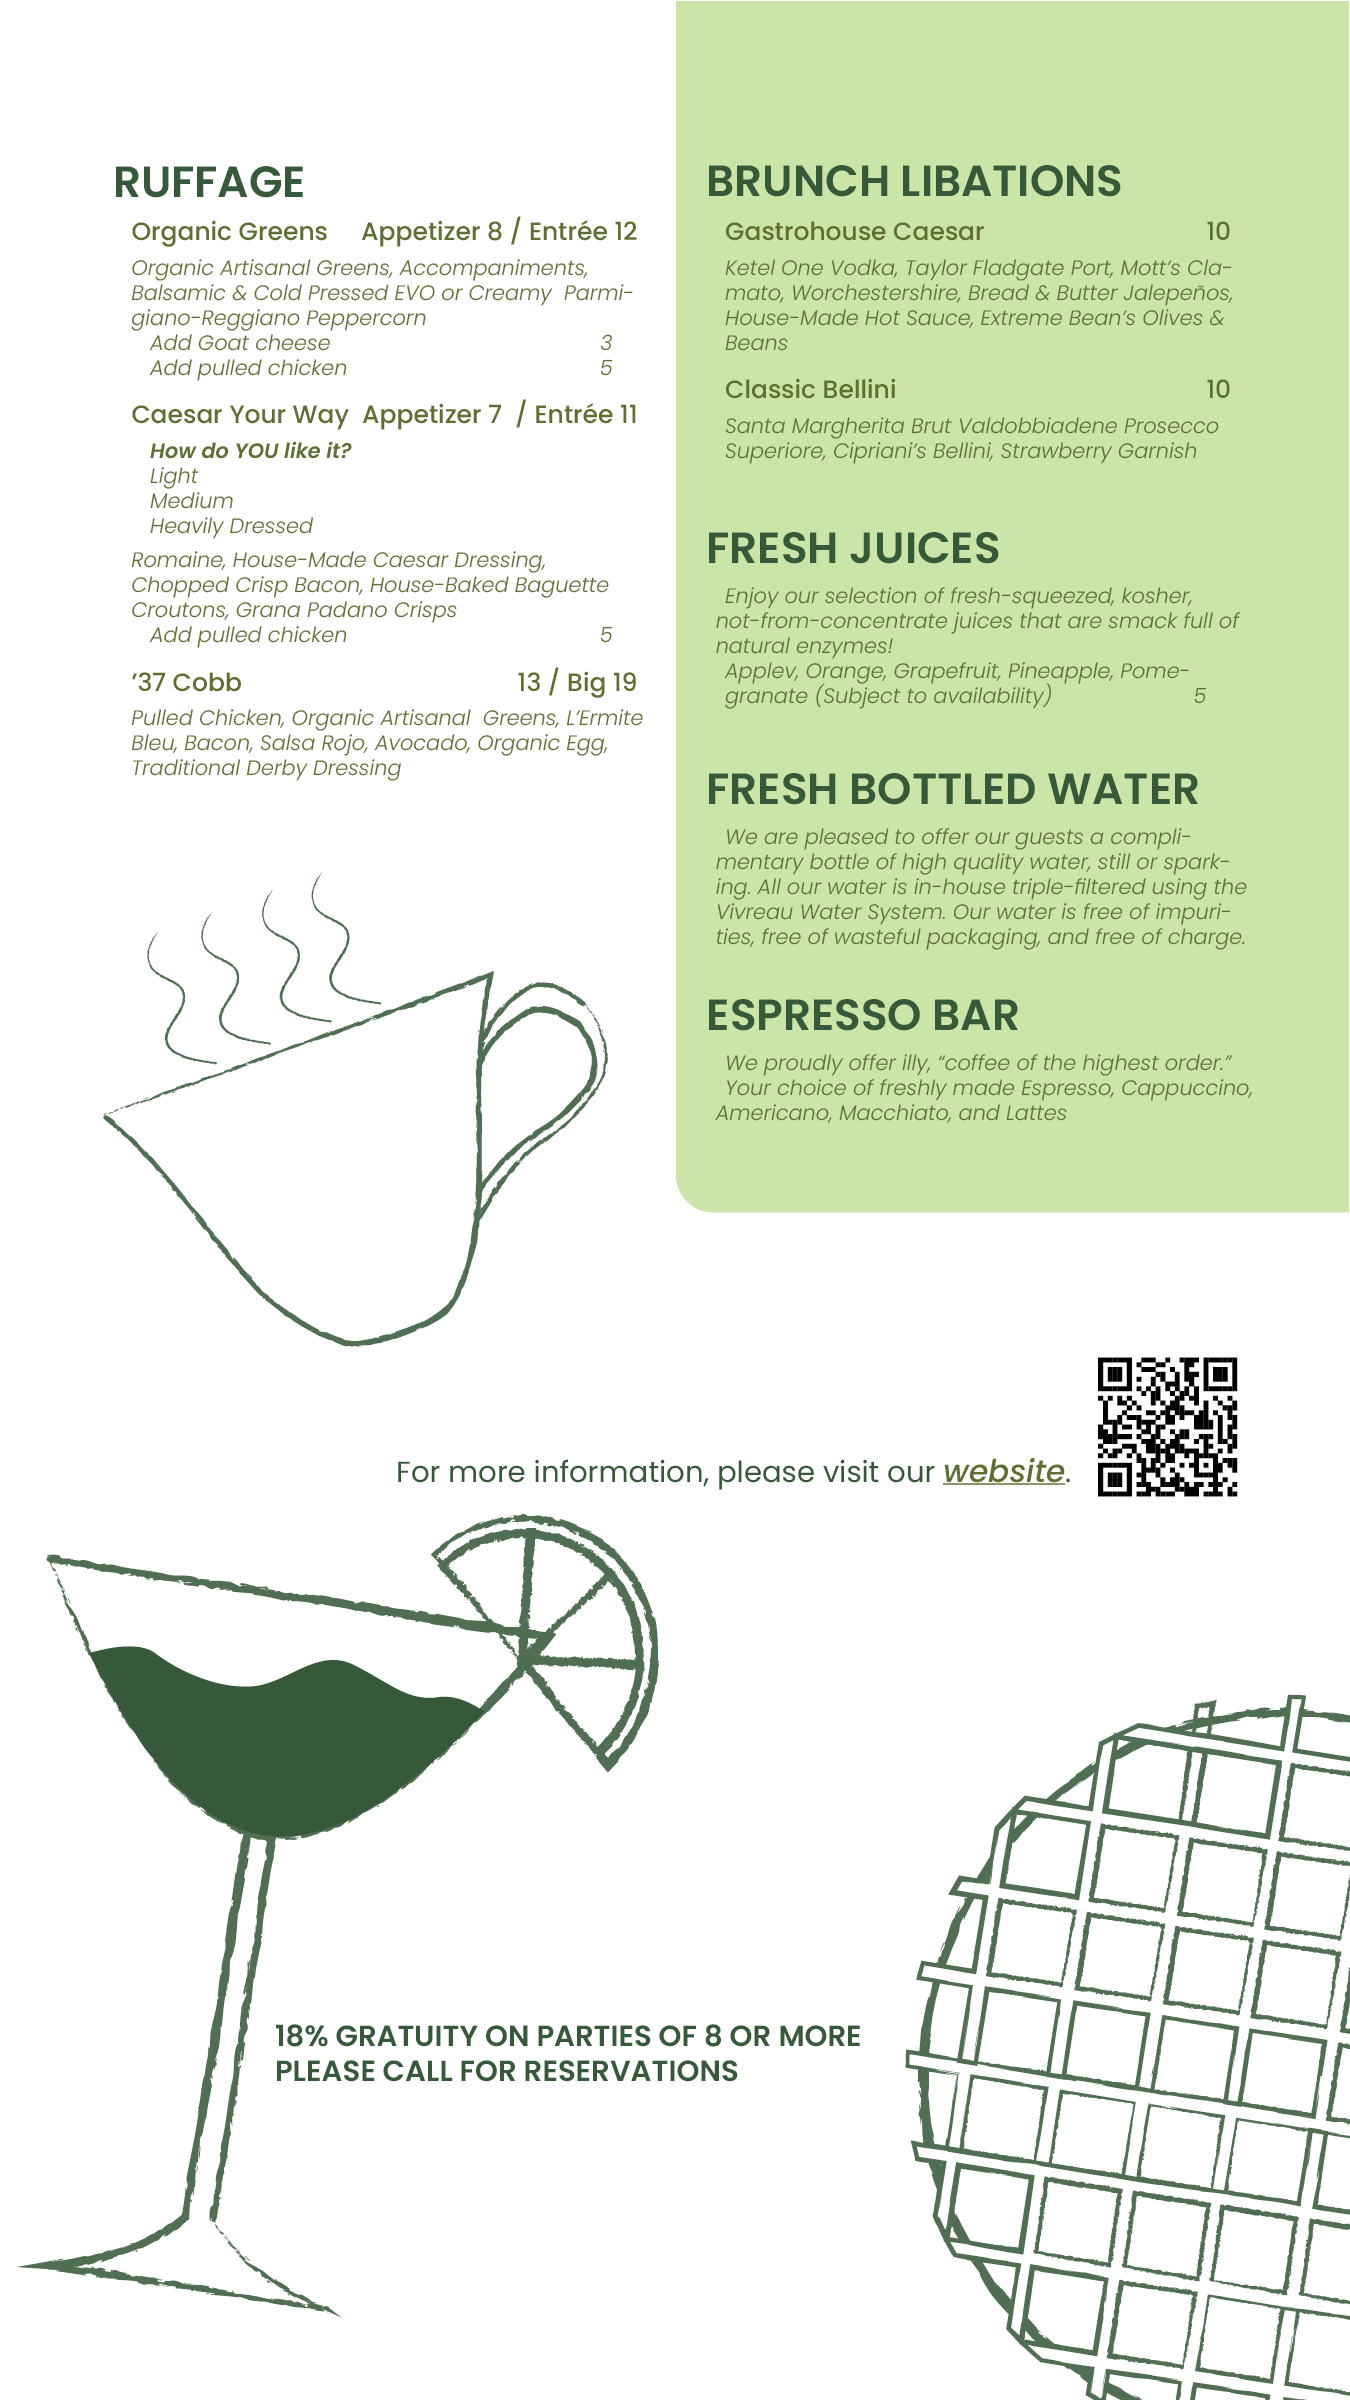 RUFFAGE
Organic Greens Appetizer 8 / Entrée 12
Organic Artisanal Greens, Accompaniments,
Balsamic & Cold Pressed EVO or Creamy Parmi-
giano-Reggiano Peppercorn
Add Goat cheese 3
Add pulled chicken 5
Caesar Your Way Appetizer 7 / Entrée 11
How do YOU like it?
Light
Medium
Heavily Dressed
Romaine, House-Made Caesar Dressing,
Chopped Crisp Bacon, House-Baked Baguette
Croutons, Grana Padano Crisps
Add pulled chicken 5
’37 Cobb 13 / Big 19
Pulled Chicken, Organic Artisanal Greens, L’Ermite
Bleu, Bacon, Salsa Rojo, Avocado, Organic Egg,
Traditional Derby Dressing
BRUNCH LIBATIONS
Gastrohouse Caesar 10
Ketel One Vodka, Taylor Fladgate Port, Mott’s Cla-
mato, Worchestershire, Bread & Butter Jalepeños,
House-Made Hot Sauce, Extreme Bean’s Olives &
Beans
Classic Bellini 10
Santa Margherita Brut Valdobbiadene Prosecco
Superiore, Cipriani’s Bellini, Strawberry Garnish
FRESH JUICES
Enjoy our selection of fresh-squeezed, kosher,
not-from-concentrate juices that are smack full of
natural enzymes!
Applev, Orange, Grapefruit, Pineapple, Pome-
granate (Subject to availability) 5
FRESH BOTTLED WATER
We are pleased to offer our guests a compli-
mentary bottle of high quality water, still or spark-
ing. All our water is in-house triple-filtered using the
Vivreau Water System. Our water is free of impuri-
ties, free of wasteful packaging, and free of charge.
ESPRESSO BAR
We proudly offer illy, “coffee of the highest order.”
Your choice of freshly made Espresso, Cappuccino,
Americano, Macchiato, and Lattes
For more information, please visit our website.
18% GRATUITY ON PARTIES OF 8 OR MORE
PLEASE CALL FOR RESERVATIONS